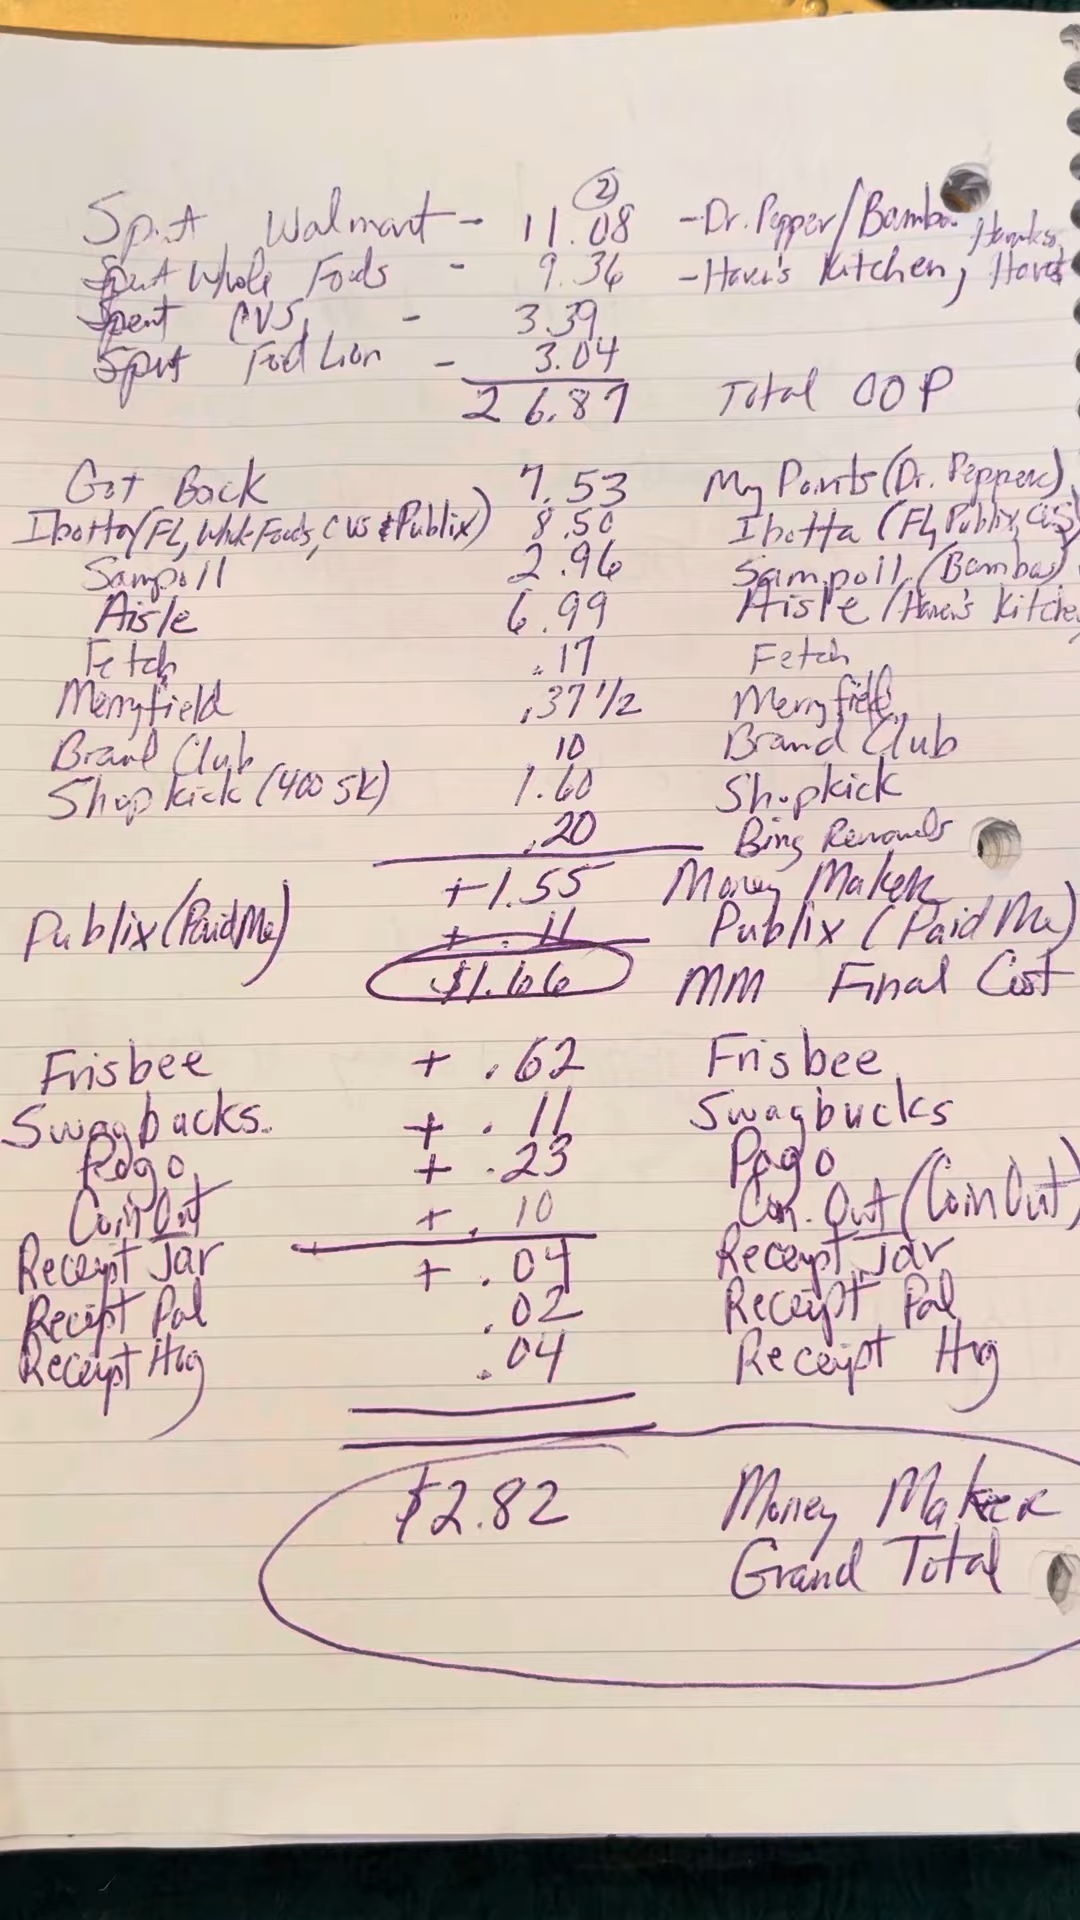 ②
Spent Walmart - 11.08 - Dr. Pepper/Bamba
Spent Whole Foods - 9.36 - Haven's Kitchen,
Spent CVS, - 3.39
Spent Food Lion - 3.04
26.87 Total OOP
Got Back 7.53 My Points (Dr. Pepper)
Ibotta (FL, Whole Foods, CVS & Publix) 8.50 Ibotta (FL, Publix, CVS)
Sampoll 2.96 Sampoll (Bambas)
Aisle 6.99 Aisle (Haven's Kitchen
Fetch .17 Fetch
Merryfield .37 1/2 Merryfield
Brand Club 10 Brand Club
Shopkick (400 SK) 1.60 Shopkick
.20 Bing Rewards
+1.55 Money Maker
Publix (Paid Me) + .11 Publix (Paid Me)
$1.66 MM Final Cost
Frisbee + .62 Frisbee
Swagbucks. + .11 Swagbucks
Pogo + .23 Pogo
Coin Out + .10 Coin Out (Coin Out)
Receipt Jar + .04 Receipt Jar
Receipt Pal .02 Receipt Pal
Receipt Hog .04 Receipt Hog
$2.82 Money Maker
Grand Total